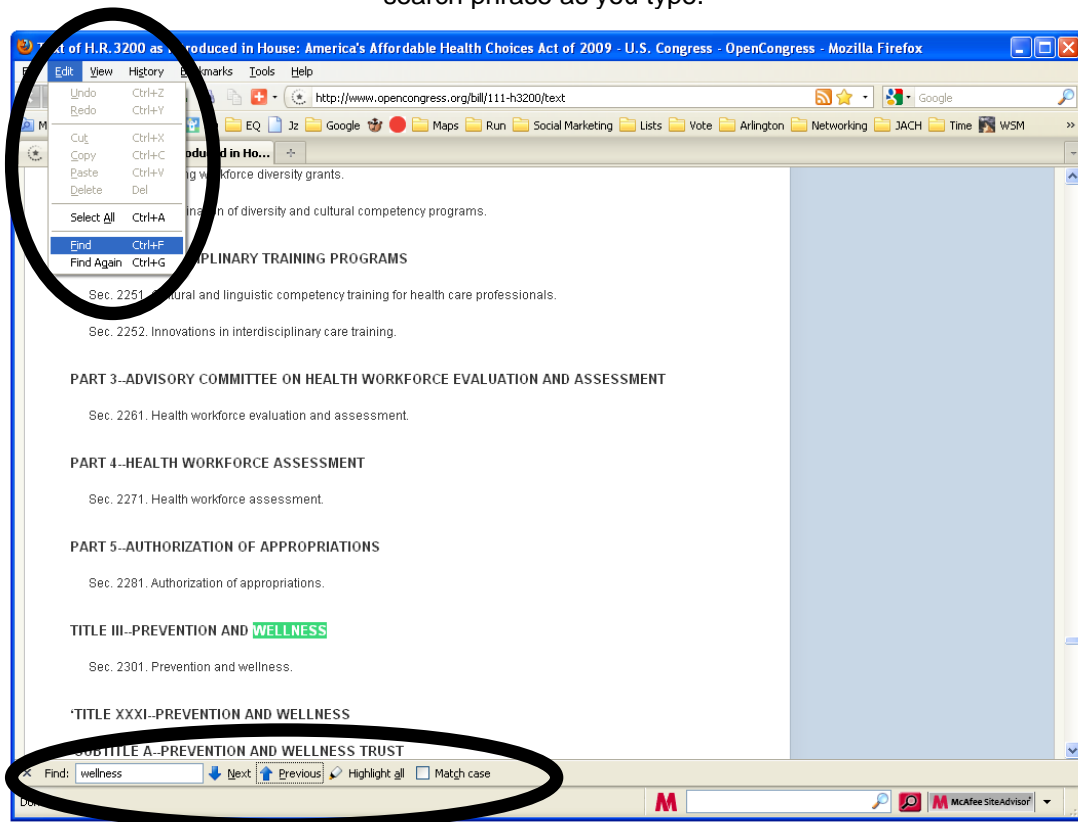 search phrase as you type.
of H.R.3200 as roduced in House: America's Affordable Health Choices Act of 2009 - U.S. Congress - OpenCongress - Mozilla Firefox
Edit View History Tools Help
http://www.opencongress.org/bill/111-h3200/text Google
EQ Jz Google Maps Run Social Marketing Lists Vote Arlington Networking JACH Time WSM »
oduced in Ho...
Undo Ctrl+Z
Redo Ctrl+Y
Cut Ctrl+X
Copy Ctrl+C
Paste Ctrl+V
Delete Del
Select All Ctrl+A
Find Ctrl+F
Find Again Ctrl+G
workforce diversity grants.
of diversity and cultural competency programs.
PLINARY TRAINING PROGRAMS
Sec. 2251. Cultural and linguistic competency training for health care professionals.
Sec. 2252. Innovations in interdisciplinary care training.
PART 3--ADVISORY COMMITTEE ON HEALTH WORKFORCE EVALUATION AND ASSESSMENT
Sec. 2261. Health workforce evaluation and assessment.
PART 4--HEALTH WORKFORCE ASSESSMENT
Sec. 2271. Health workforce assessment.
PART 5--AUTHORIZATION OF APPROPRIATIONS
Sec. 2281. Authorization of appropriations.
TITLE III--PREVENTION AND WELLNESS
Sec. 2301. Prevention and wellness.
‘TITLE XXXI--PREVENTION AND WELLNESS
SUBTITLE A--PREVENTION AND WELLNESS TRUST
× Find: wellness Next Previous Highlight all Match case
McAfee SiteAdvisor